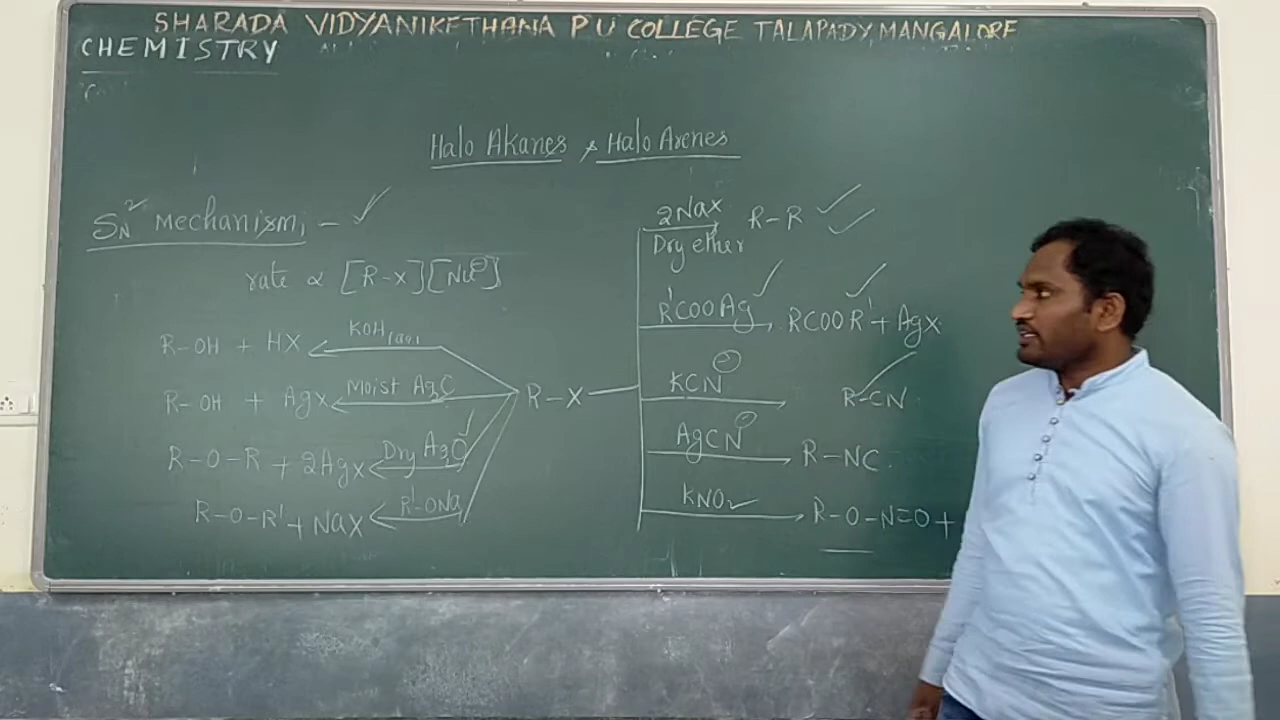 SHARADA VIDYANIKETHANA P U COLLEGE TALAPADY, MANGALORE
CHEMISTRY
Halo Akanes , Halo Arenes
SN² mechanism, -
rate ∝ [R-X][Nu⊖]
R-OH + HX ← KOH(aq)
R-OH + AgX ← Moist Ag₂O
R-O-R + 2AgX ← Dry Ag₂O
R-O-R' + NaX ← R'-ONa
R-X
2Nax
Dry ether
R-R
R'COOAg → RCOOR' + AgX
KCN⊖ → R-CN
AgCN⊖ → R-NC
KNO₂ → R-O-N=O +